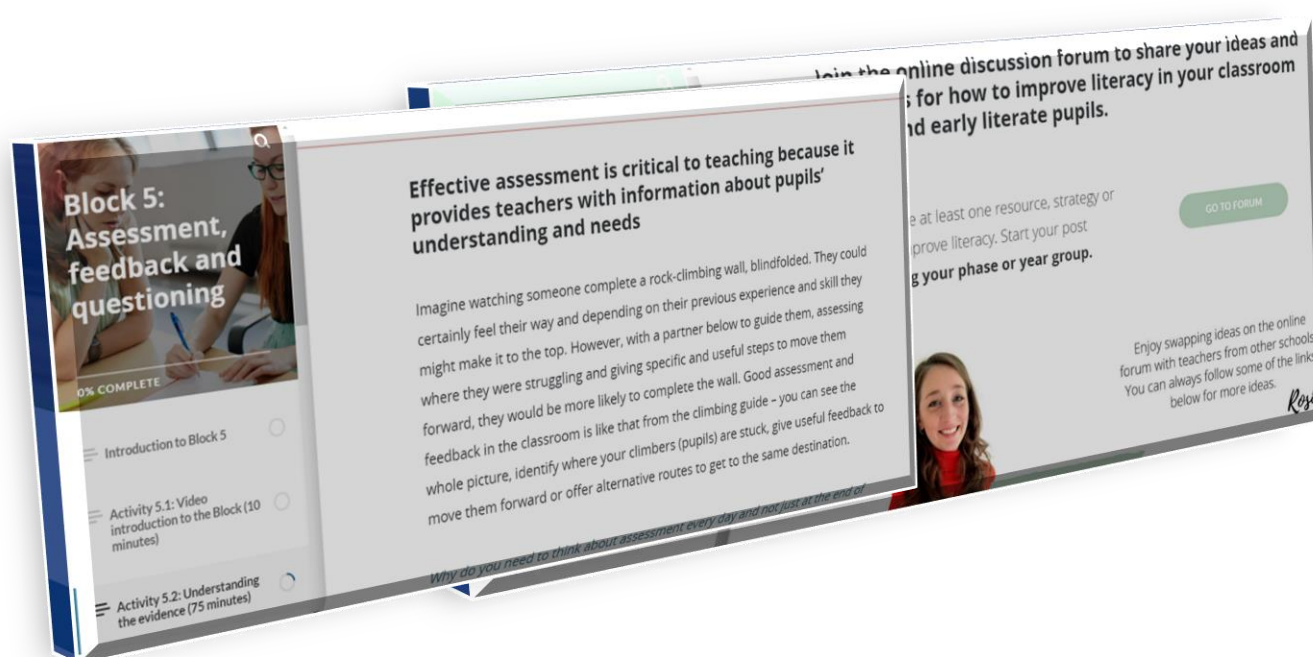 Block 5:
Assessment,
feedback and
questioning
0% COMPLETE
Introduction to Block 5
Activity 5.1: Video
introduction to the Block (10
minutes)
Activity 5.2: Understanding
the evidence (75 minutes)
Effective assessment is critical to teaching because it
provides teachers with information about pupils'
understanding and needs
Imagine watching someone complete a rock-climbing wall, blindfolded. They could
certainly feel their way and depending on their previous experience and skill they
might make it to the top. However, with a partner below to guide them, assessing
where they were struggling and giving specific and useful steps to move them
forward, they would be more likely to complete the wall. Good assessment and
feedback in the classroom is like that from the climbing guide – you can see the
whole picture, identify where your climbers (pupils) are stuck, give useful feedback to
move them forward or offer alternative routes to get to the same destination.
Why do you need to think about assessment every day and not just at the end of
Join the online discussion forum to share your ideas and
for how to improve literacy in your classroom
early literate pupils.
at least one resource, strategy or
literacy. Start your post
your phase or year group.
GO TO FORUM
Enjoy swapping ideas on the online
forum with teachers from other schools
You can always follow some of the links
below for more ideas.